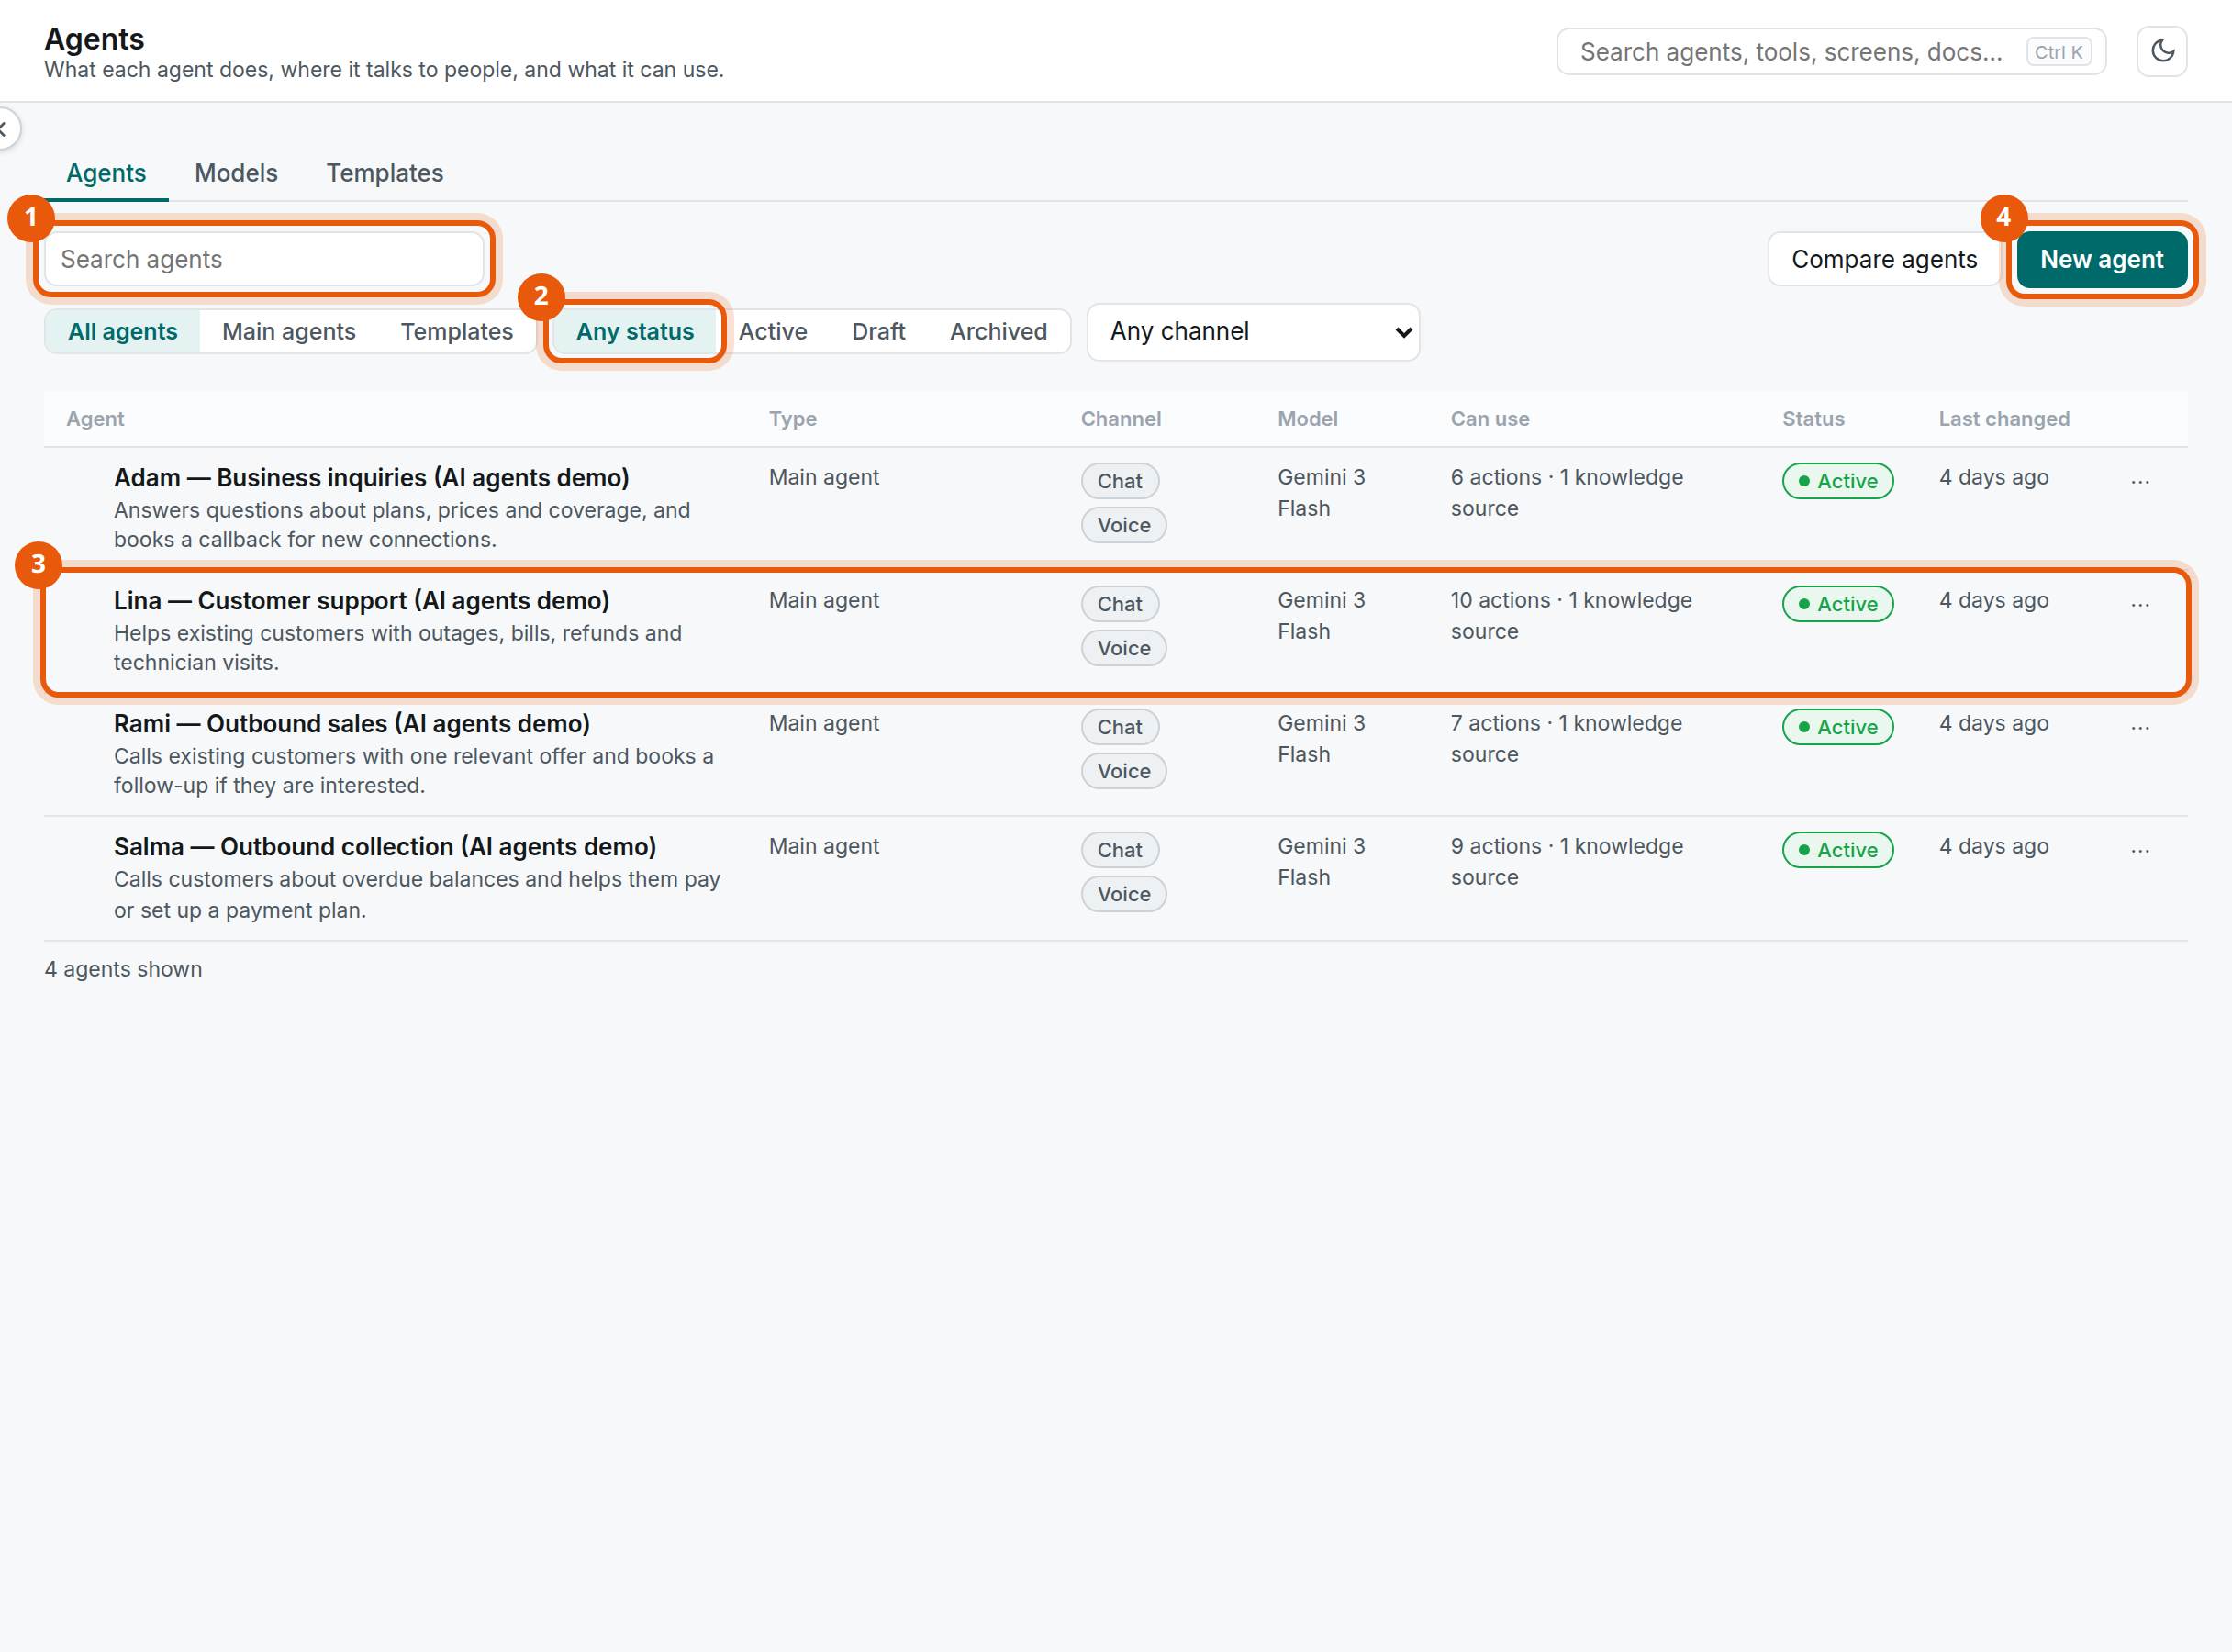 Agents
What each agent does, where it talks to people, and what it can use.
Search agents, tools, screens, docs... Ctrl K
Agents Models Templates
1
Search agents
Compare agents
4
New agent
All agents Main agents Templates
2
Any status Active Draft Archived
Any channel
Agent Type Channel Model Can use Status Last changed
Adam — Business inquiries (AI agents demo)
Answers questions about plans, prices and coverage, and
books a callback for new connections.
Main agent
Chat
Voice
Gemini 3
Flash
6 actions · 1 knowledge
source
Active
4 days ago
...
3
Lina — Customer support (AI agents demo)
Helps existing customers with outages, bills, refunds and
technician visits.
Main agent
Chat
Voice
Gemini 3
Flash
10 actions · 1 knowledge
source
Active
4 days ago
...
Rami — Outbound sales (AI agents demo)
Calls existing customers with one relevant offer and books a
follow-up if they are interested.
Main agent
Chat
Voice
Gemini 3
Flash
7 actions · 1 knowledge
source
Active
4 days ago
...
Salma — Outbound collection (AI agents demo)
Calls customers about overdue balances and helps them pay
or set up a payment plan.
Main agent
Chat
Voice
Gemini 3
Flash
9 actions · 1 knowledge
source
Active
4 days ago
...
4 agents shown